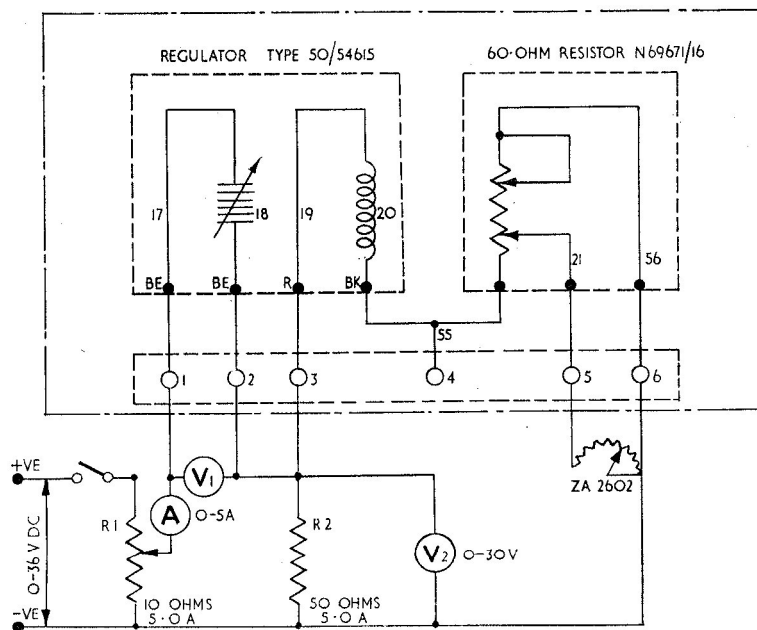 REGULATOR TYPE 50/54615
60-OHM RESISTOR N69671/16
17
18
19
20
21
56
BE
BE
R
BK
55
1
2
3
4
5
6
+VE
V1
ZA 2602
A
0-5A
R1
R2
V2
0-30V
0-36V DC
10 OHMS
5·0 A
50 OHMS
5·0 A
-VE